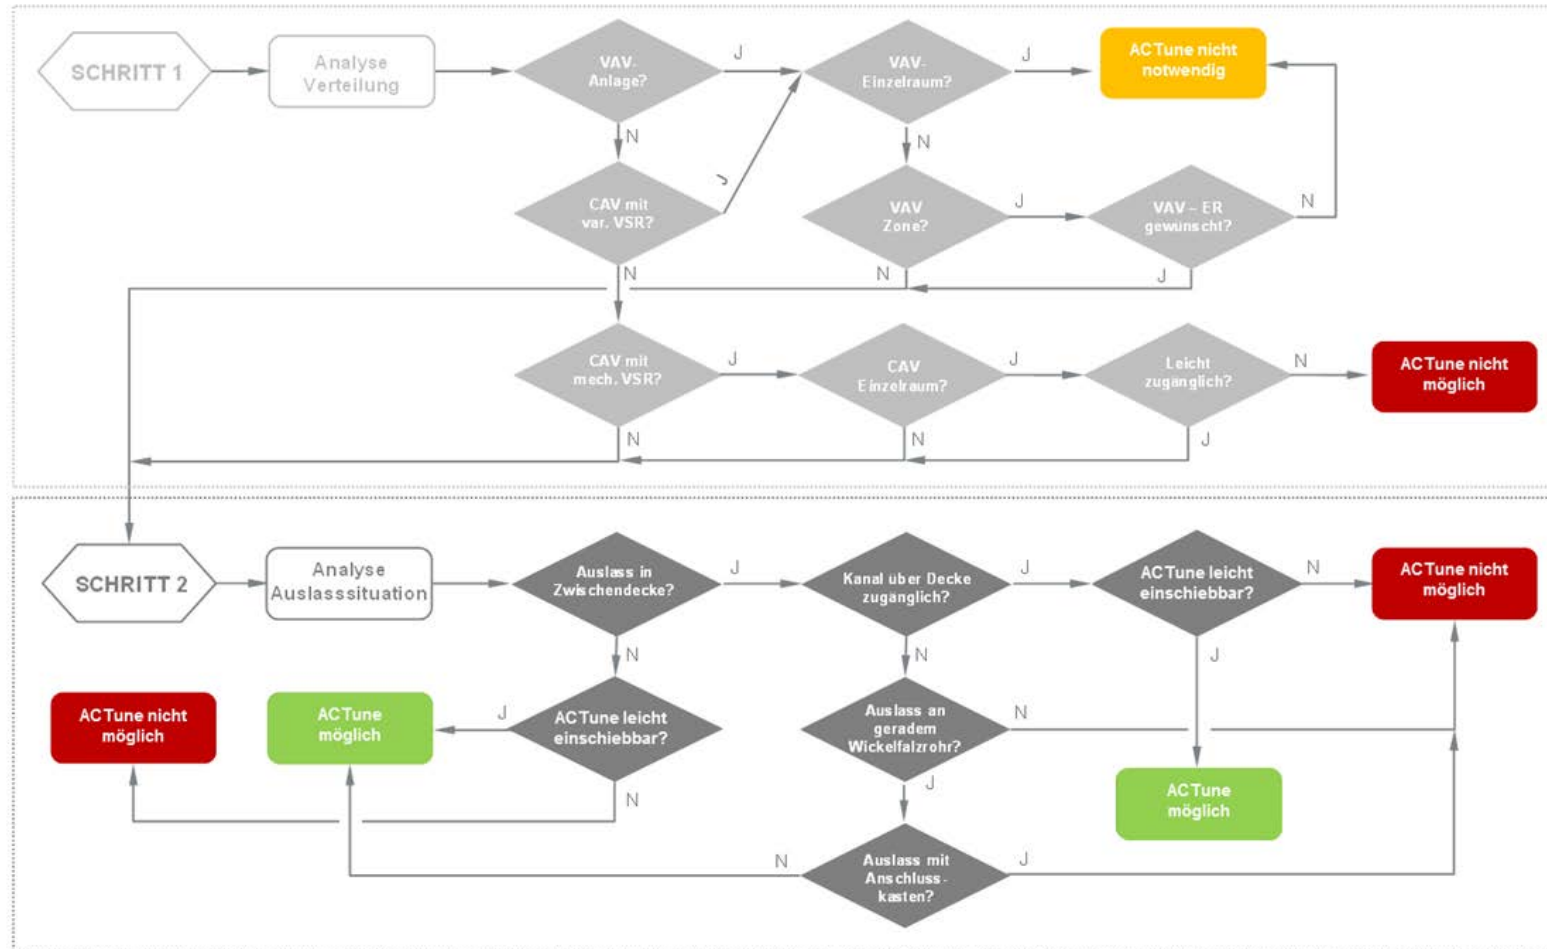 SCHRITT 1
Analyse
Verteilung
VAV-
Anlage?
J
VAV-
Einzelraum?
J
ACTune nicht
notwendig
N
N
J
CAV mit
var. VSR?
VAV
Zone?
J
VAV – ER
gewünscht?
N
N
N
J
CAV mit
mech. VSR?
J
CAV
Einzelraum?
J
Leicht
zugänglich?
N
ACTune nicht
möglich
N
N
J
SCHRITT 2
Analyse
Auslasssituation
Auslass in
Zwischendecke?
J
Kanal über Decke
zugänglich?
J
ACTune leicht
einschiebbar?
N
ACTune nicht
möglich
N
N
J
ACTune nicht
möglich
ACTune
möglich
J
ACTune leicht
einschiebbar?
Auslass an
geradem
Wickelfalzrohr?
N
N
J
ACTune
möglich
N
Auslass mit
Anschluss-
kasten?
J